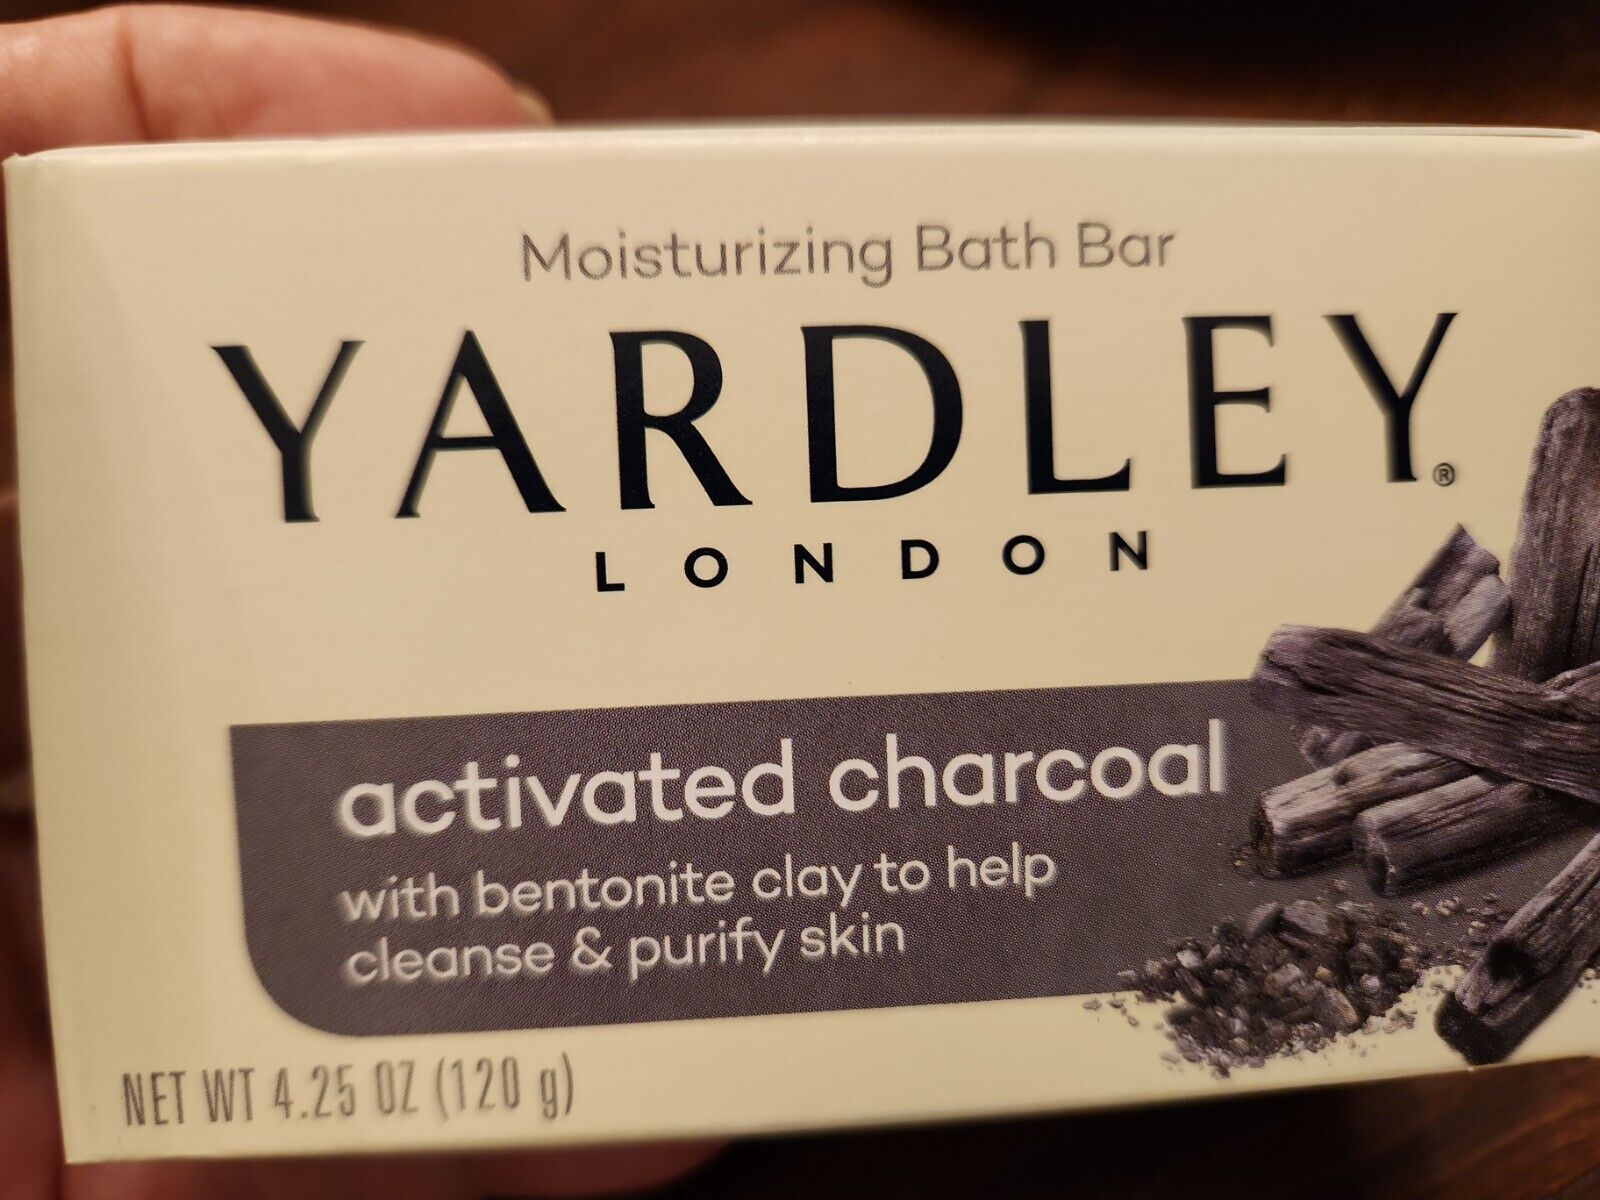 Moisturizing Bath Bar
YARDLEY®
LONDON
activated charcoal
with bentonite clay to help
cleanse & purify skin
NET WT 4.25 OZ (120 g)